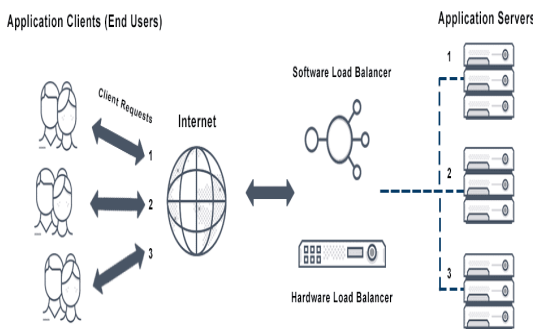 Application Clients (End Users)
Application Servers
Client Requests
Internet
Software Load Balancer
Hardware Load Balancer
1
2
3
1
2
3